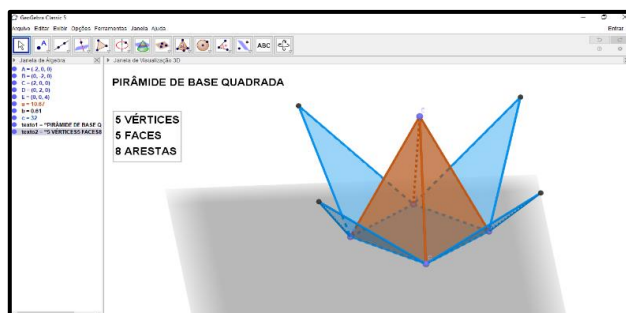 GeoGebra Classic 5
Arquivo Editar Exibir Opções Ferramentas Janela Ajuda
Entrar
ABC
Janela de Álgebra
Janela de Visualização 3D
A = (-2, 0, 0)
B = (0, -2, 0)
C = (2, 0, 0)
D = (0, 2, 0)
E = (0, 0, 4)
a = 10.67
b = 0.61
c = 32
texto1 = "PIRÂMIDE DE BASE Q
texto2 = "5 VÉRTICES5 FACES8
PIRÂMIDE DE BASE QUADRADA
5 VÉRTICES
5 FACES
8 ARESTAS